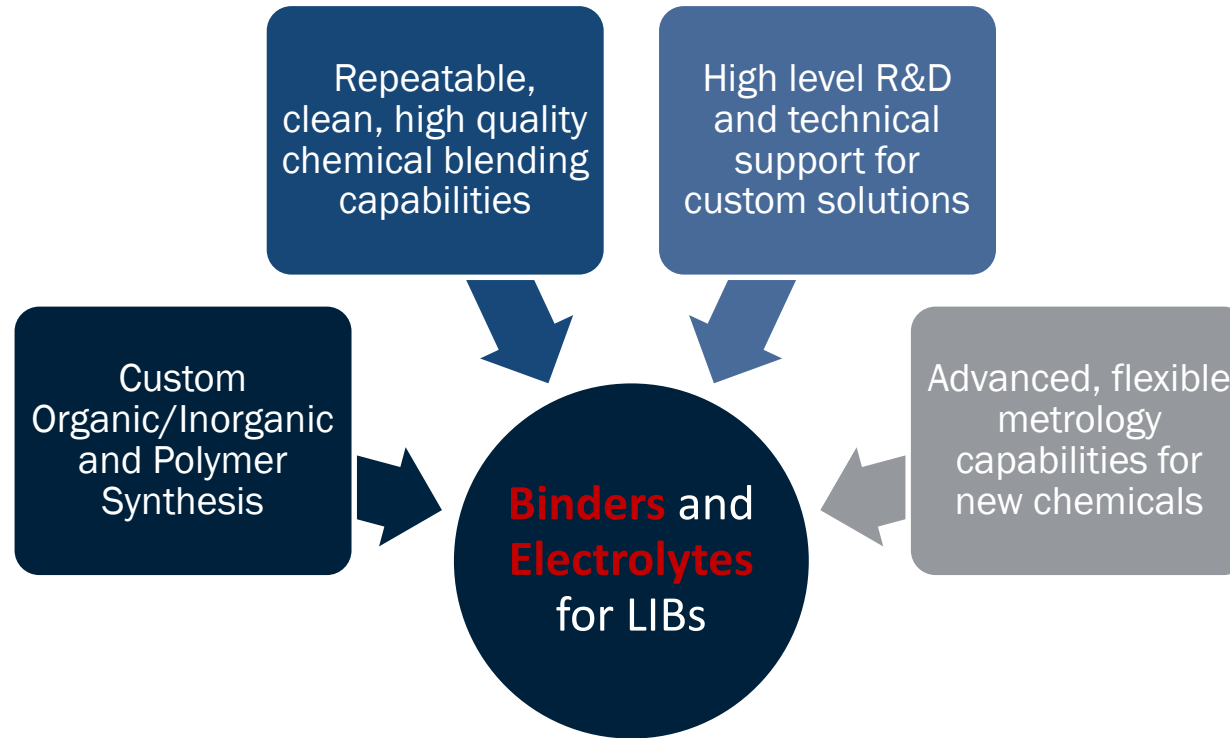 Repeatable,
clean, high quality
chemical blending
capabilities
High level R&D
and technical
support for
custom solutions
Custom
Organic/Inorganic
and Polymer
Synthesis
Advanced, flexible
metrology
capabilities for
new chemicals
Binders and
Electrolytes
for LIBs